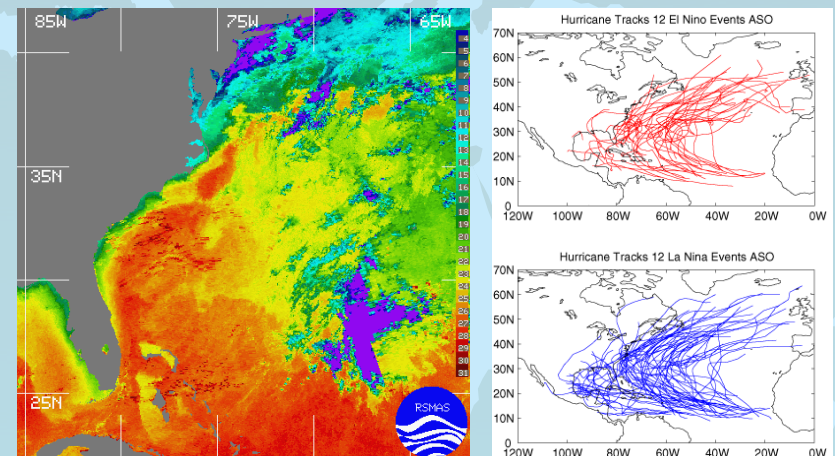 85W
75W
65W
35N
25N
4
5
6
7
8
9
10
11
12
13
14
15
16
17
18
19
20
21
22
23
24
25
26
27
28
29
30
31
RSMAS
Hurricane Tracks 12 El Nino Events ASO
70N
60N
50N
40N
30N
20N
10N
0
120W 100W 80W 60W 40W 20W 0W
Hurricane Tracks 12 La Nina Events ASO
70N
60N
50N
40N
30N
20N
10N
0
120W 100W 80W 60W 40W 20W 0W